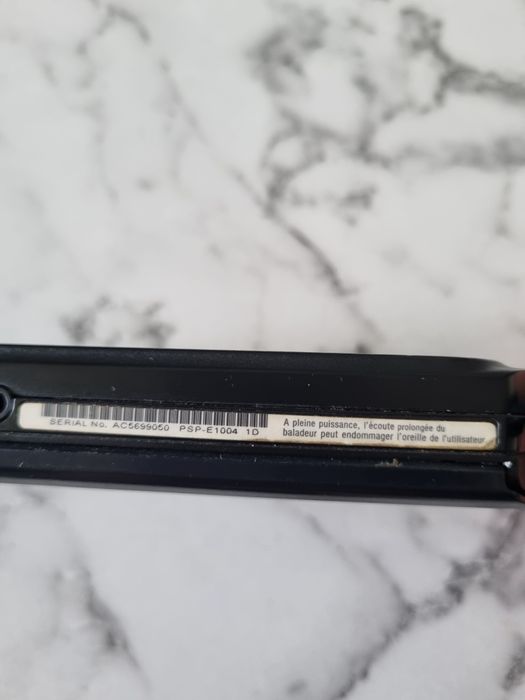 SERIAL No. AC5699050 PSP-E1004 1D
A pleine puissance, l'écoute prolongée du
baladeur peut endommager l'oreille de l'utilisateur